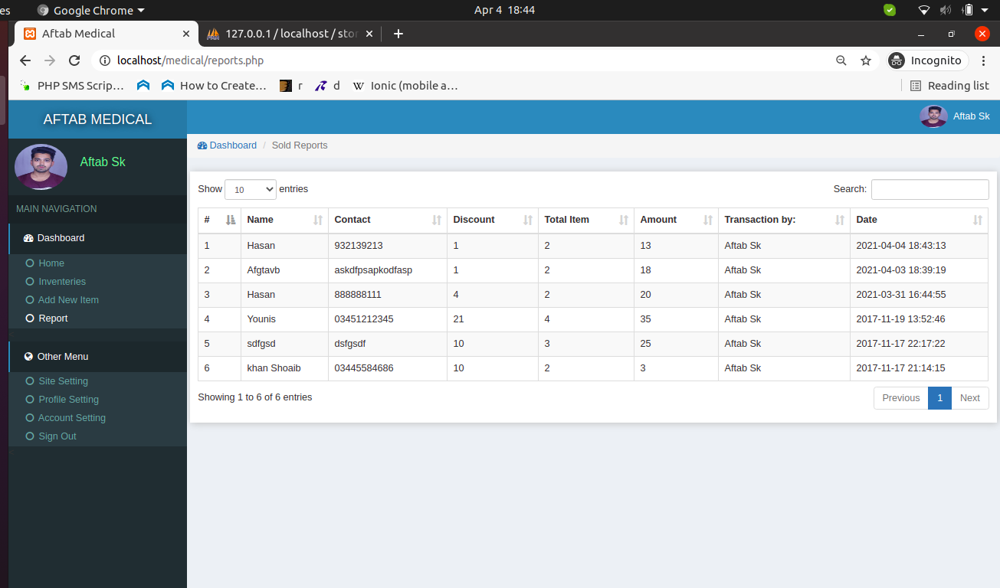 es Google Chrome Apr 4 18:44
Aftab Medical 127.0.0.1 / localhost / stor
localhost/medical/reports.php Incognito
PHP SMS Scrip... How to Create... r d W Ionic (mobile a... Reading list
AFTAB MEDICAL Aftab Sk
Aftab Sk
Dashboard / Sold Reports
MAIN NAVIGATION
Dashboard
Home
Inventeries
Add New Item
Report
Other Menu
Site Setting
Profile Setting
Account Setting
Sign Out
Show 10 entries Search:
# Name Contact Discount Total Item Amount Transaction by: Date
1 Hasan 932139213 1 2 13 Aftab Sk 2021-04-04 18:43:13
2 Afgtavb askdfpsapkodfasp 1 2 18 Aftab Sk 2021-04-03 18:39:19
3 Hasan 888888111 4 2 20 Aftab Sk 2021-03-31 16:44:55
4 Younis 03451212345 21 4 35 Aftab Sk 2017-11-19 13:52:46
5 sdfgsd dsfgsdf 10 3 25 Aftab Sk 2017-11-17 22:17:22
6 khan Shoaib 03445584686 10 2 3 Aftab Sk 2017-11-17 21:14:15
Showing 1 to 6 of 6 entries Previous 1 Next